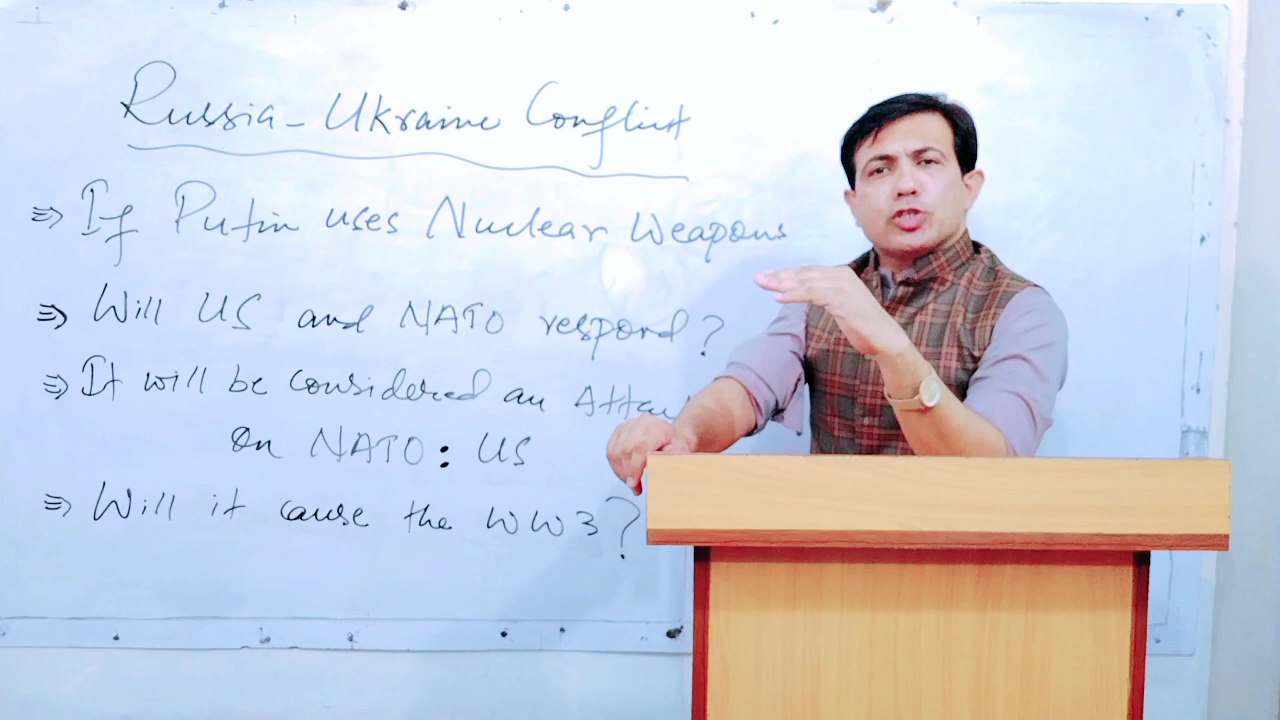 Russia - Ukraine Conflict
⇒ If Putin uses Nuclear Weapons
⇒ Will US and NATO respond?
⇒ It will be considered an
on NATO: US
⇒ Will it cause the WW3?